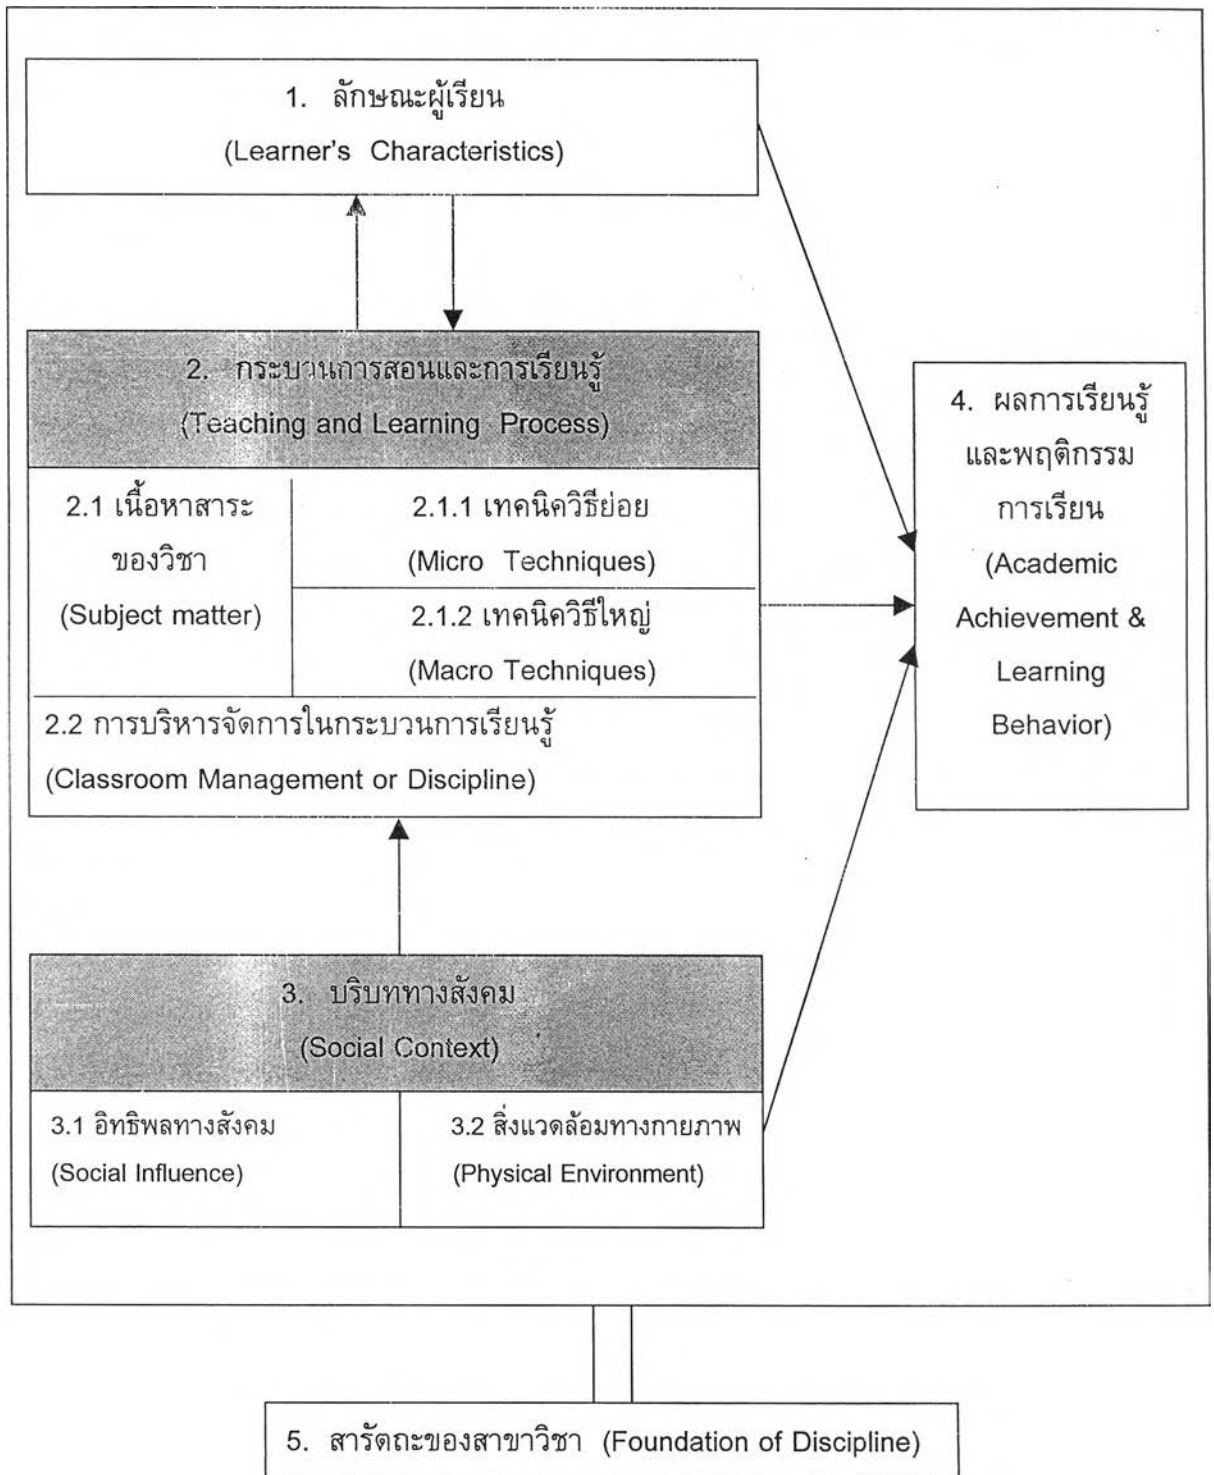 1. ลักษณะผู้เรียน
(Learner's Characteristics)
2. กระบวนการสอนและการเรียนรู้
(Teaching and Learning Process)
2.1 เนื้อหาสาระ
ของวิชา
(Subject matter)
2.1.1 เทคนิควิธีย่อย
(Micro Techniques)
2.1.2 เทคนิควิธีใหญ่
(Macro Techniques)
2.2 การบริหารจัดการในกระบวนการเรียนรู้
(Classroom Management or Discipline)
3. บริบททางสังคม
(Social Context)
3.1 อิทธิพลทางสังคม
(Social Influence)
3.2 สิ่งแวดล้อมทางกายภาพ
(Physical Environment)
4. ผลการเรียนรู้
และพฤติกรรม
การเรียน
(Academic
Achievement &
Learning
Behavior)
5. สารัตถะของสาขาวิชา (Foundation of Discipline)